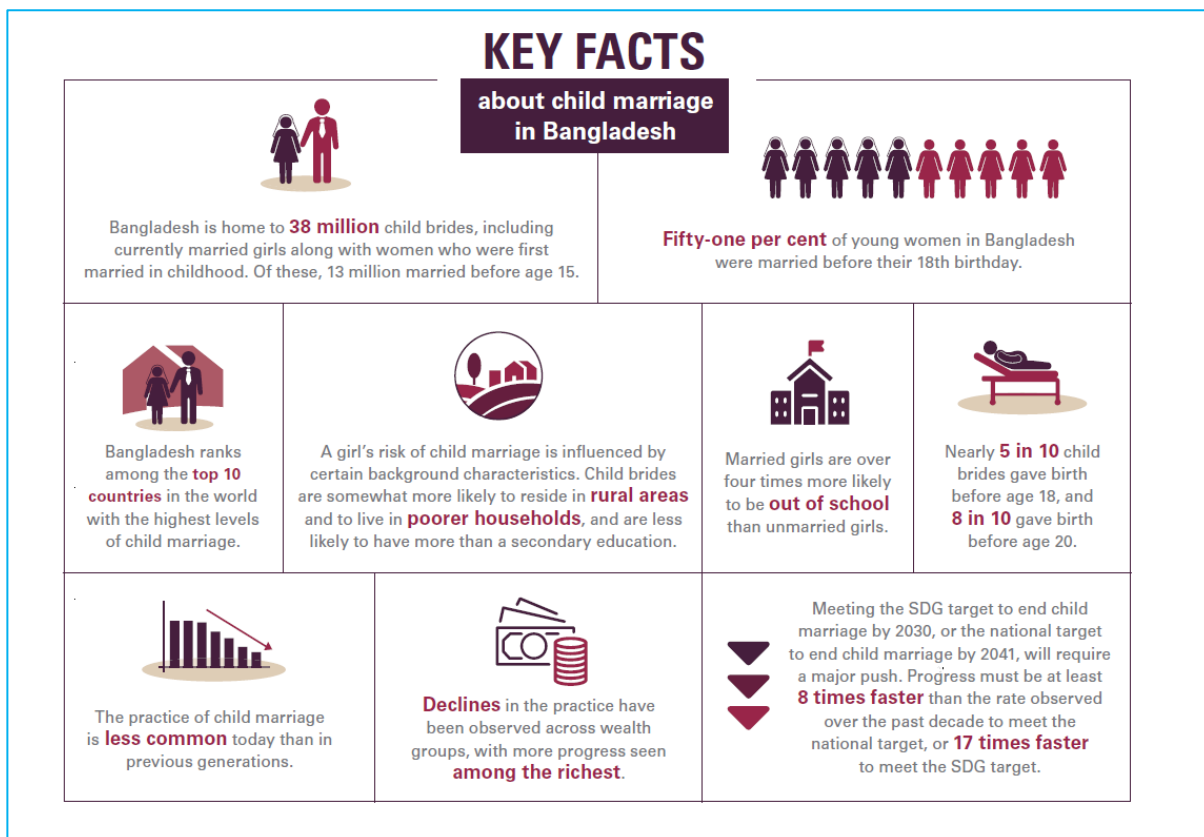 KEY FACTS
about child marriage
in Bangladesh
Bangladesh is home to 38 million child brides, including
currently married girls along with women who were first
married in childhood. Of these, 13 million married before age 15.
Fifty-one per cent of young women in Bangladesh
were married before their 18th birthday.
Bangladesh ranks
among the top 10
countries in the world
with the highest levels
of child marriage.
A girl's risk of child marriage is influenced by
certain background characteristics. Child brides
are somewhat more likely to reside in rural areas
and to live in poorer households, and are less
likely to have more than a secondary education.
Married girls are over
four times more likely
to be out of school
than unmarried girls.
Nearly 5 in 10 child
brides gave birth
before age 18, and
8 in 10 gave birth
before age 20.
The practice of child marriage
is less common today than in
previous generations.
Declines in the practice have
been observed across wealth
groups, with more progress seen
among the richest.
Meeting the SDG target to end child
marriage by 2030, or the national target
to end child marriage by 2041, will require
a major push. Progress must be at least
8 times faster than the rate observed
over the past decade to meet the
national target, or 17 times faster
to meet the SDG target.